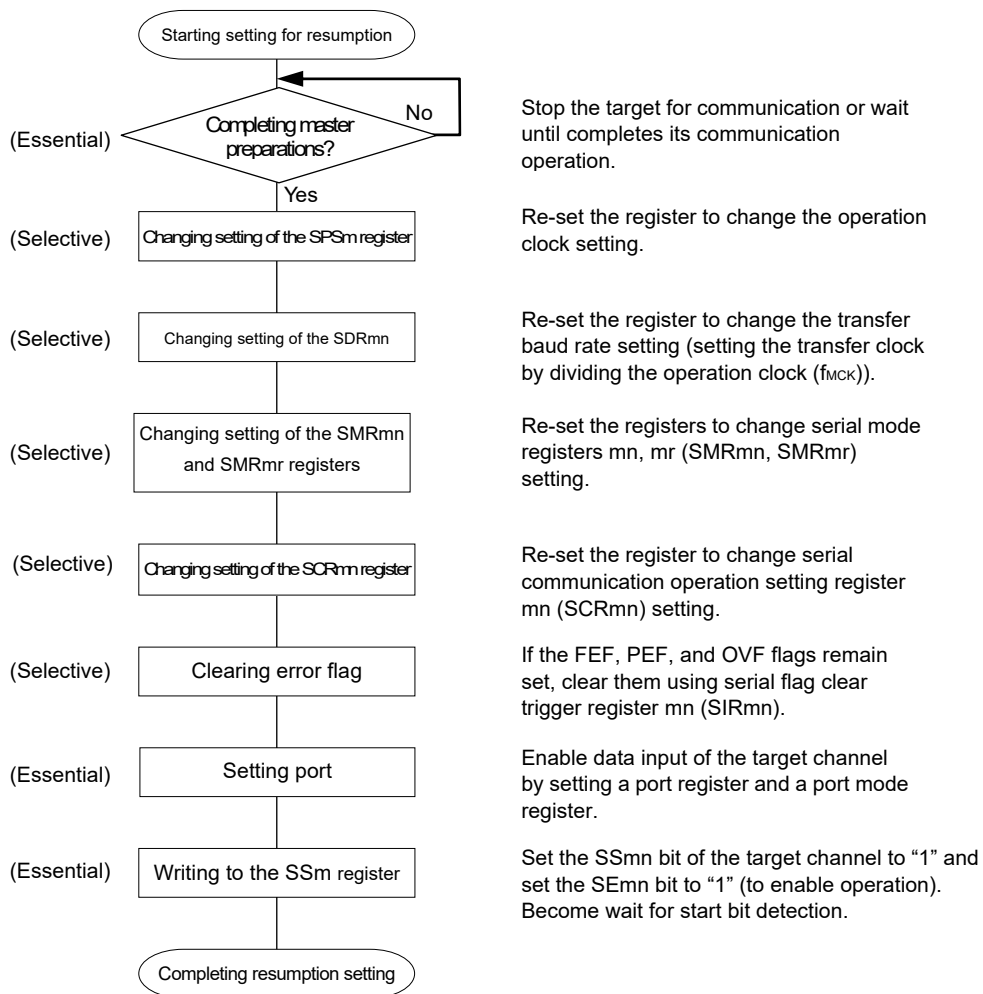 Starting setting for resumption
No
(Essential)
Completing master
preparations?
Stop the target for communication or wait
until completes its communication
operation.
Yes
(Selective)
Changing setting of the SPSm register
Re-set the register to change the operation
clock setting.
(Selective)
Changing setting of the SDRmn
Re-set the register to change the transfer
baud rate setting (setting the transfer clock
by dividing the operation clock (fMCK)).
(Selective)
Changing setting of the SMRmn
and SMRmr registers
Re-set the registers to change serial mode
registers mn, mr (SMRmn, SMRmr)
setting.
(Selective)
Changing setting of the SCRmn register
Re-set the register to change serial
communication operation setting register
mn (SCRmn) setting.
(Selective)
Clearing error flag
If the FEF, PEF, and OVF flags remain
set, clear them using serial flag clear
trigger register mn (SIRmn).
(Essential)
Setting port
Enable data input of the target channel
by setting a port register and a port mode
register.
(Essential)
Writing to the SSm register
Set the SSmn bit of the target channel to “1” and
set the SEmn bit to “1” (to enable operation).
Become wait for start bit detection.
Completing resumption setting